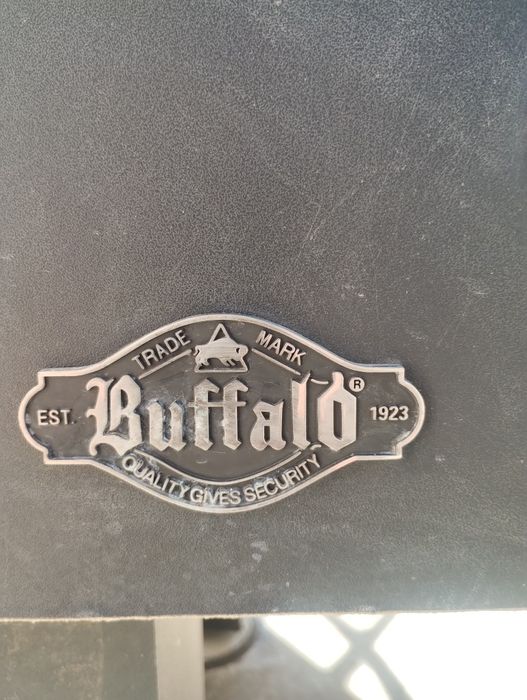 TRADE MARK
EST. Buffalo® 1923
QUALITY GIVES SECURITY